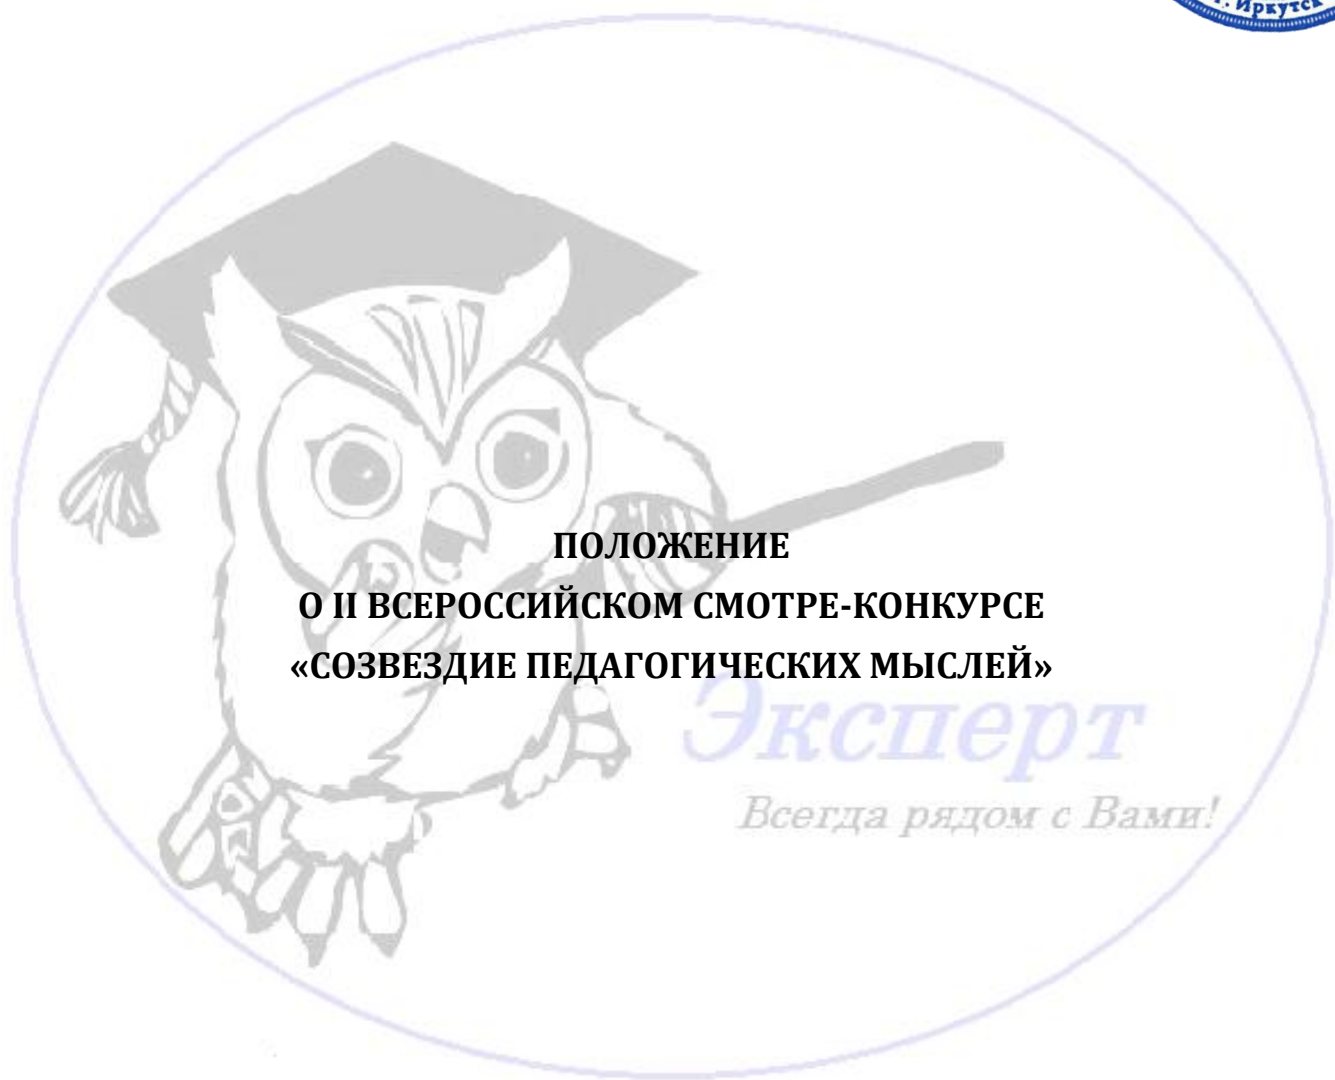 г. Иркутск
ПОЛОЖЕНИЕ
О II ВСЕРОССИЙСКОМ СМОТРЕ-КОНКУРСЕ
«СОЗВЕЗДИЕ ПЕДАГОГИЧЕСКИХ МЫСЛЕЙ»
Эксперт
Всегда рядом с Вами!